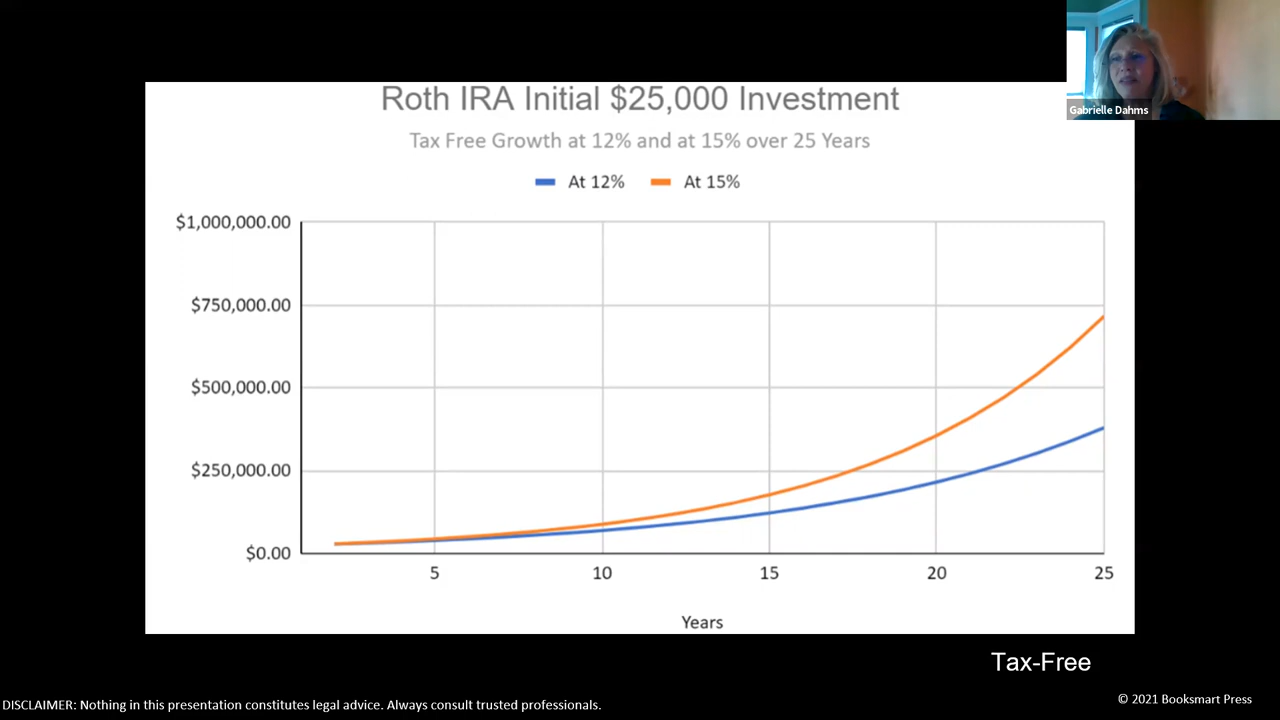 Gabrielle Dahms
Roth IRA Initial $25,000 Investment
Tax Free Growth at 12% and at 15% over 25 Years
At 12% At 15%
$1,000,000.00
$750,000.00
$500,000.00
$250,000.00
$0.00
5 10 15 20 25
Years
Tax-Free
DISCLAIMER: Nothing in this presentation constitutes legal advice. Always consult trusted professionals.
© 2021 Booksmart Press